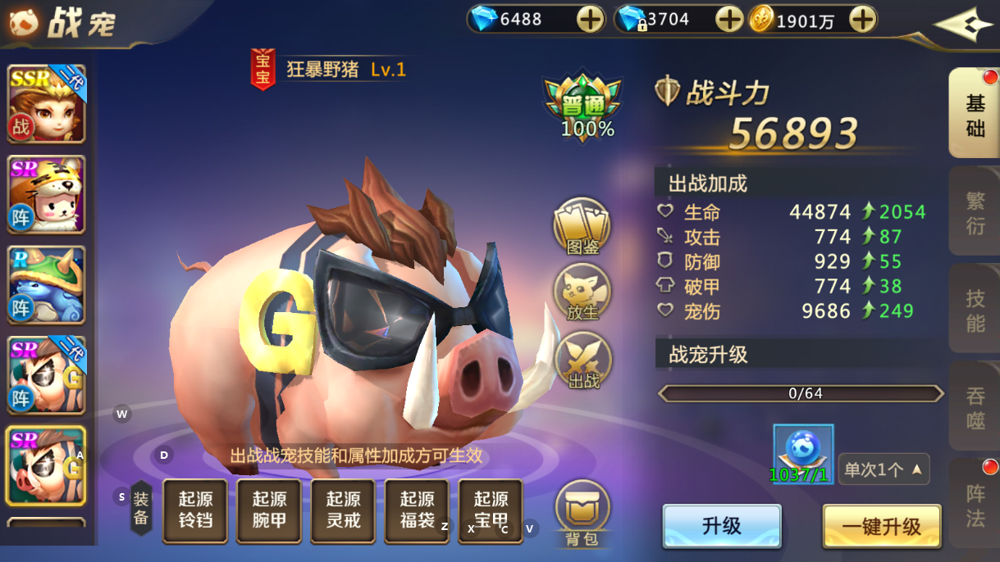 战宠
6488
3704
1901万
SSR
二代
战
SR
阵
R
阵
SR
二代
阵
G
SR
G
宝宝
狂暴野猪 Lv.1
普通
100%
G
图鉴
放生
出战
战斗力
56893
出战加成
生命 44874 2054
攻击 774 87
防御 929 55
破甲 774 38
宠伤 9686 249
战宠升级
0/64
1037/1
单次1个
升级
一键升级
基础
繁衍
技能
吞噬
阵法
W
A
D
S
出战战宠技能和属性加成方可生效
装备
起源铃铛
起源腕甲
起源灵戒
起源福袋
起源宝甲
Z
X
C
V
背包